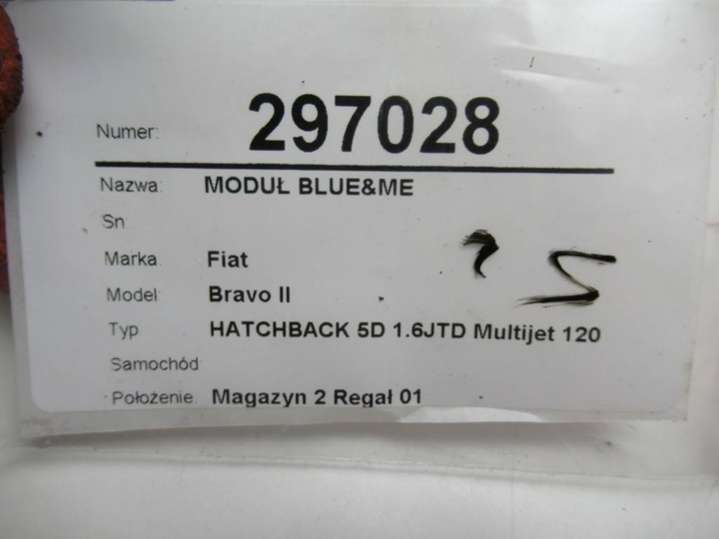 Numer: 297028
Nazwa: MODUŁ BLUE&ME
Sn
Marka Fiat
Model Bravo II
Typ HATCHBACK 5D 1.6JTD Multijet 120
Samochód
Położenie: Magazyn 2 Regał 01